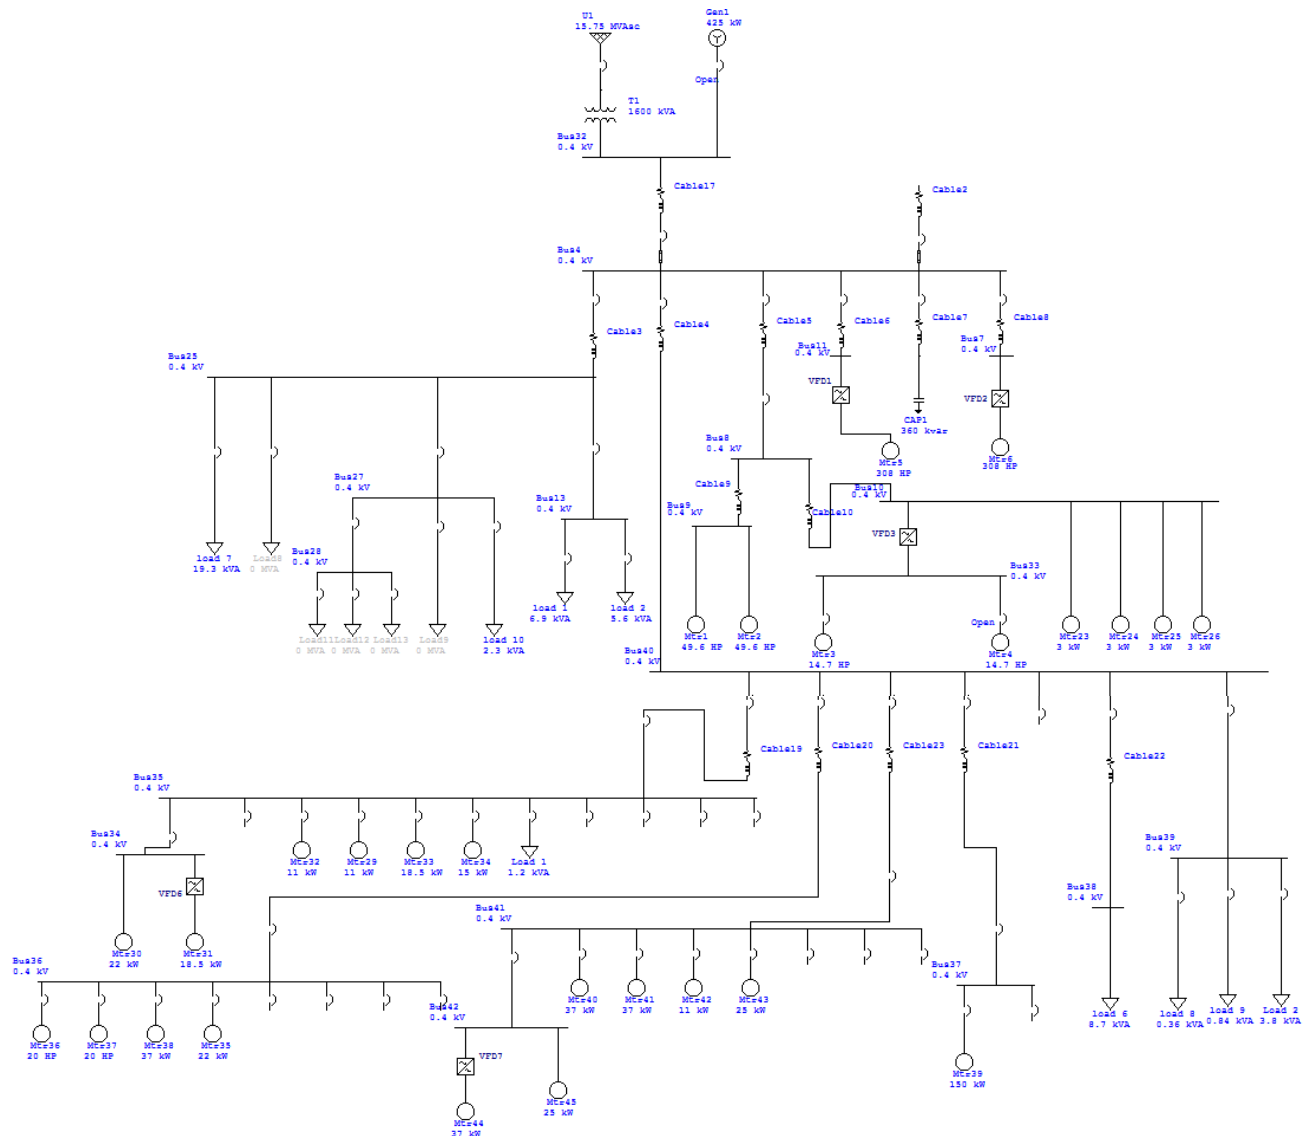 U1
15.75 MVAsc
Gen1
425 kW
Open
T1
1600 kVA
Bus32
0.4 kV
Cable17
Cable2
Bus4
0.4 kV
Cable3
Cable4
Cable5
Cable6
Cable7
Cable8
Bus11
0.4 kV
Bus7
0.4 kV
Bus25
0.4 kV
VFD1
VFD2
CAP1
360 kvar
Mtr5
308 HP
Mtr6
308 HP
Bus8
0.4 kV
Bus27
0.4 kV
Cable9
Bus10
0.4 kV
Bus13
0.4 kV
Bus9
0.4 kV
Cable10
VFD3
Bus28
0.4 kV
load 7
19.3 kVA
Load8
0 MVA
Bus33
0.4 kV
load 1
6.9 kVA
load 2
5.6 kVA
Open
Load11
0 MVA
Load12
0 MVA
Load13
0 MVA
Load9
0 MVA
load 10
2.3 kVA
Mtr1
49.6 HP
Mtr2
49.6 HP
Mtr3
14.7 HP
Mtr4
14.7 HP
Mtr23
3 kW
Mtr24
3 kW
Mtr25
3 kW
Mtr26
3 kW
Bus40
0.4 kV
Cable19
Cable20
Cable23
Cable21
Cable22
Bus35
0.4 kV
Bus34
0.4 kV
Mtr32
11 kW
Mtr29
11 kW
Mtr33
18.5 kW
Mtr34
15 kW
Load 1
1.2 kVA
Bus39
0.4 kV
VFD6
Bus38
0.4 kV
Bus41
0.4 kV
Mtr30
22 kW
Mtr31
18.5 kW
Bus36
0.4 kV
Bus37
0.4 kV
Mtr40
37 kW
Mtr41
37 kW
Mtr42
11 kW
Mtr43
25 kW
Bus42
0.4 kV
load 6
8.7 kVA
load 8
0.36 kVA
load 9
0.84 kVA
Load 2
3.8 kVA
Mtr36
20 HP
Mtr37
20 HP
Mtr38
37 kW
Mtr35
22 kW
VFD7
Mtr39
150 kW
Mtr45
25 kW
Mtr44
37 kW